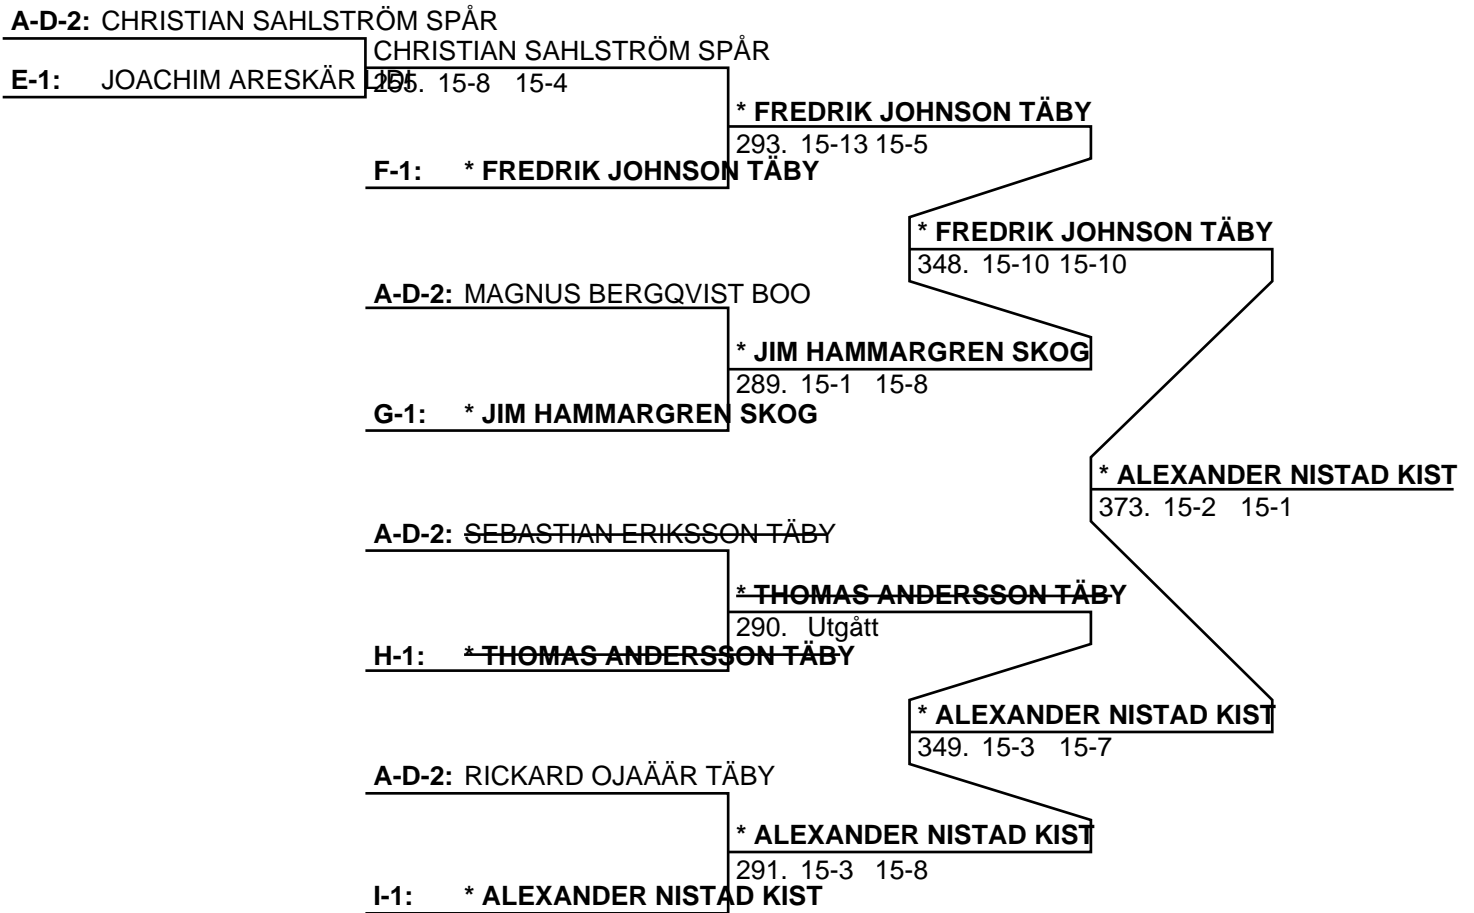 A-D-2: CHRISTIAN SAHLSTRÖM SPÅR
CHRISTIAN SAHLSTRÖM SPÅR
E-1: JOACHIM ARESKÄR LIDI
255. 15-8 15-4
* FREDRIK JOHNSON TÄBY
293. 15-13 15-5
F-1: * FREDRIK JOHNSON TÄBY
* FREDRIK JOHNSON TÄBY
348. 15-10 15-10
A-D-2: MAGNUS BERGQVIST BOO
* JIM HAMMARGREN SKOG
289. 15-1 15-8
G-1: * JIM HAMMARGREN SKOG
* ALEXANDER NISTAD KIST
373. 15-2 15-1
A-D-2: SEBASTIAN ERIKSSON TÄBY
* THOMAS ANDERSSON TÄBY
290. Utgått
H-1: * THOMAS ANDERSSON TÄBY
* ALEXANDER NISTAD KIST
349. 15-3 15-7
A-D-2: RICKARD OJAÄÄR TÄBY
* ALEXANDER NISTAD KIST
291. 15-3 15-8
I-1: * ALEXANDER NISTAD KIST